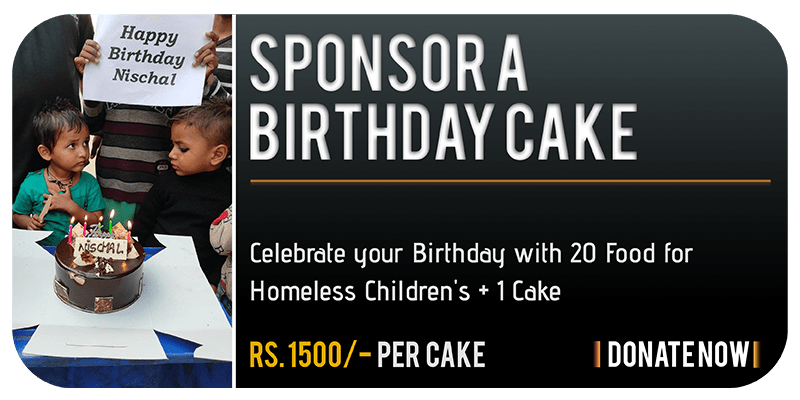 Happy
Birthday
Nischal
NISCHAL
SPONSOR A
BIRTHDAY CAKE
Celebrate your Birthday with 20 Food for
Homeless Children's + 1 Cake
RS. 1500/- PER CAKE
DONATE NOW